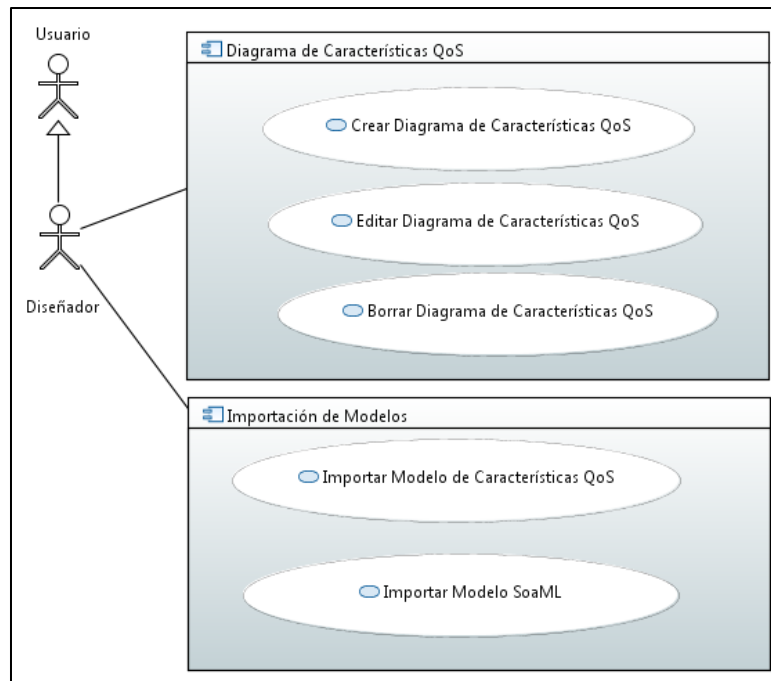 Usuario
Diagrama de Características QoS
Crear Diagrama de Características QoS
Editar Diagrama de Características QoS
Diseñador
Borrar Diagrama de Características QoS
Importación de Modelos
Importar Modelo de Características QoS
Importar Modelo SoaML